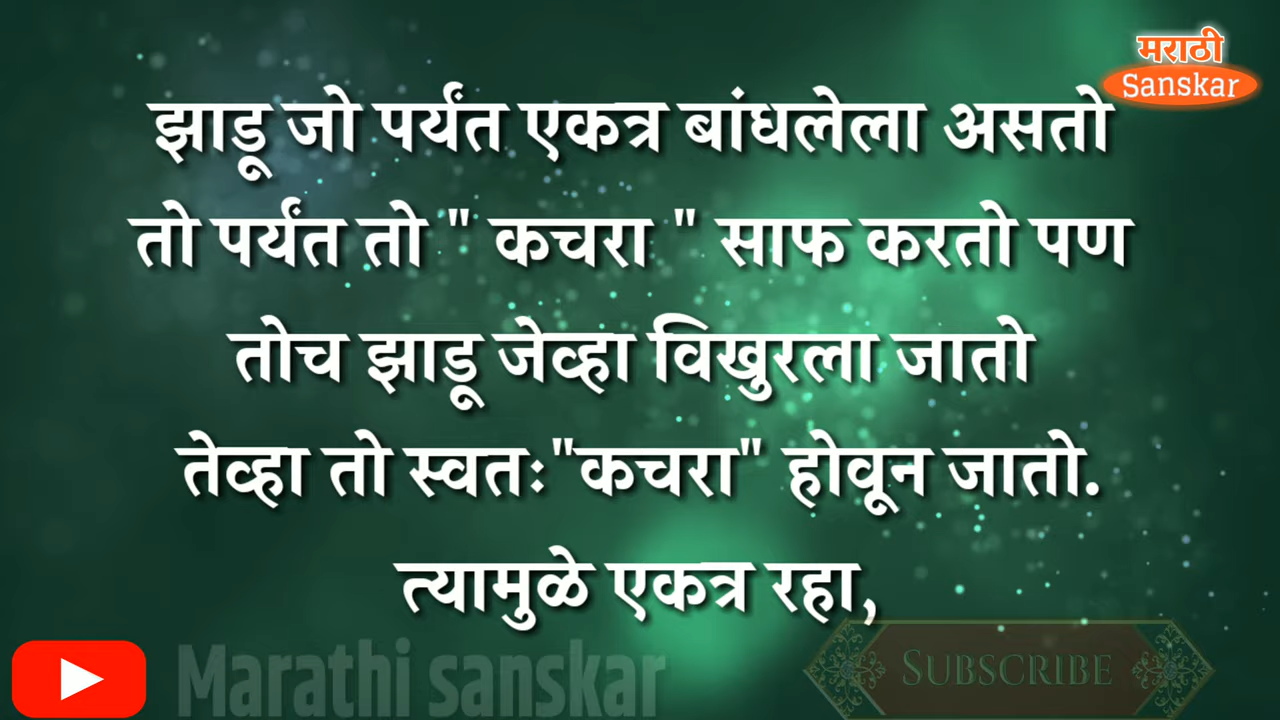 मराठी
Sanskar
झाडू जो पर्यंत एकत्र बांधलेला असतो
तो पर्यंत तो " कचरा " साफ करतो पण
तोच झाडू जेव्हा विखुरला जातो
तेव्हा तो स्वतः"कचरा" होवून जातो.
त्यामुळे एकत्र रहा,
Marathi sanskar
SUBSCRIBE